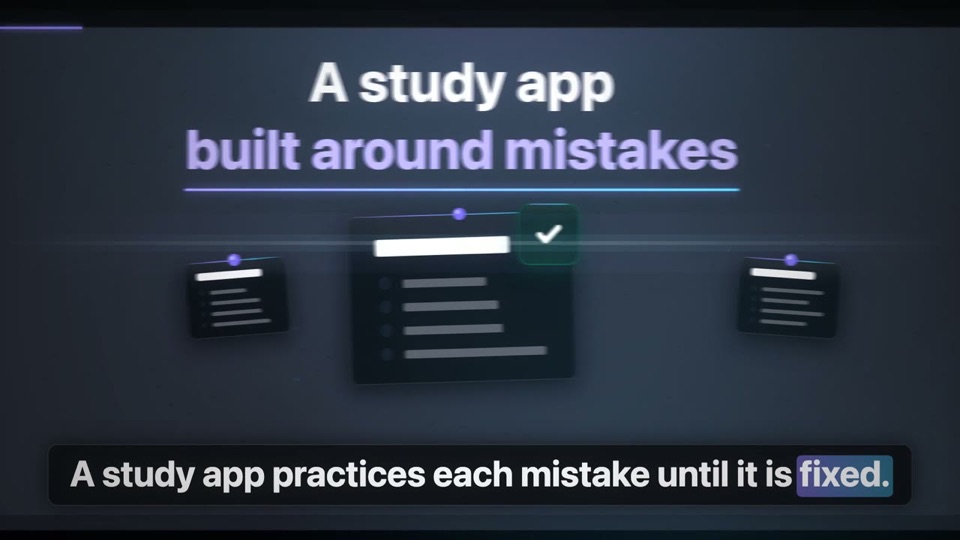 A study app
built around mistakes
A study app practices each mistake until it is fixed.